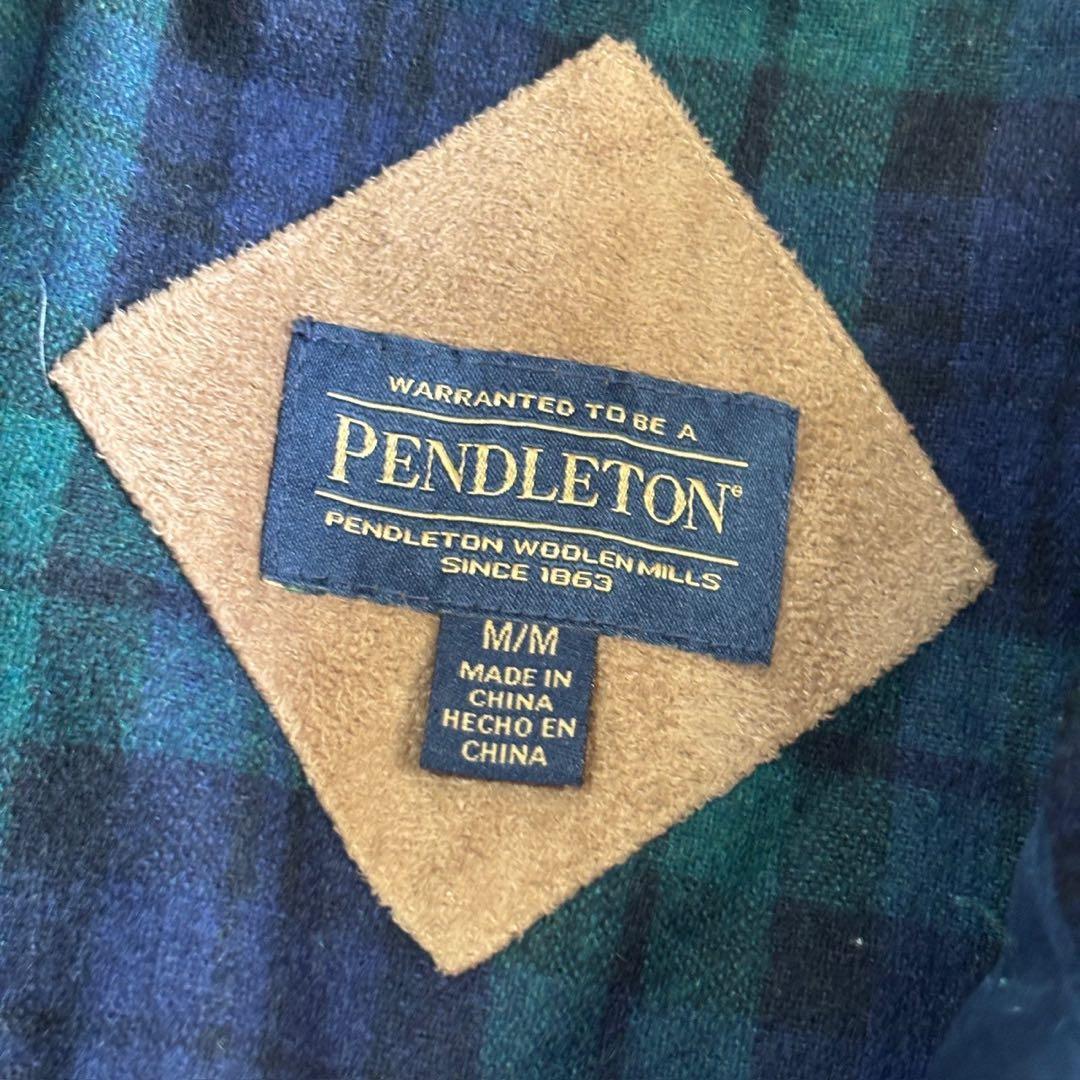 WARRANTED TO BE A
PENDLETON®
PENDLETON WOOLEN MILLS
SINCE 1863
M/M
MADE IN
CHINA
HECHO EN
CHINA